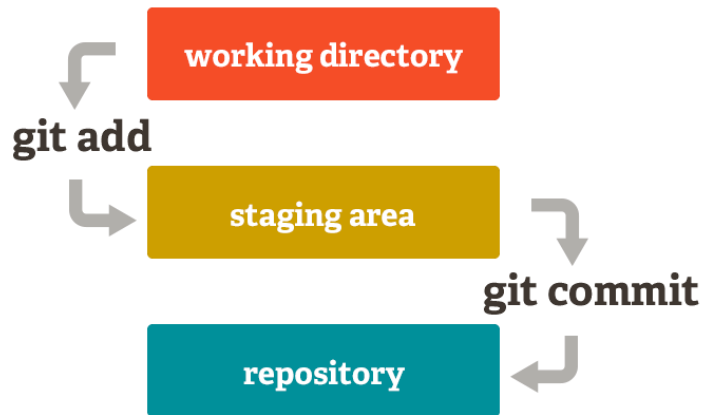 working directory
git add
staging area
git commit
repository